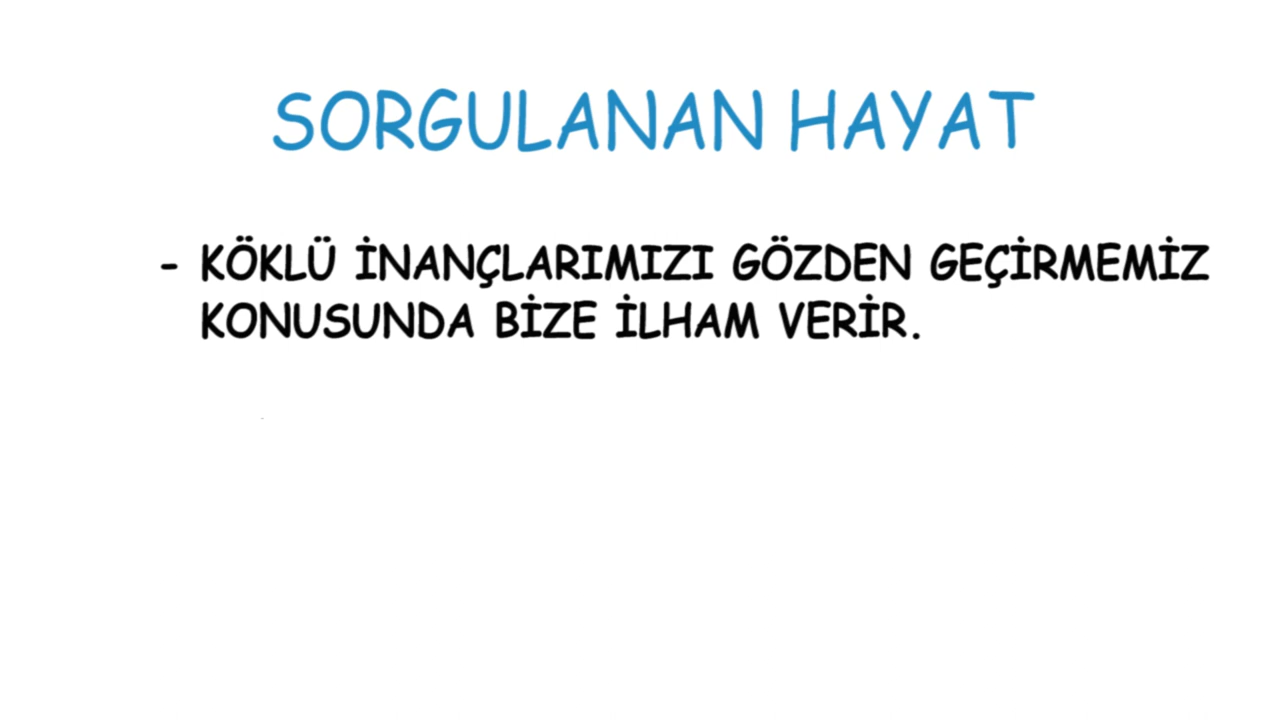 SORGULANAN HAYAT
- KÖKLÜ İNANÇLARIMIZI GÖZDEN GEÇİRMEMİZ
KONUSUNDA BİZE İLHAM VERİR.